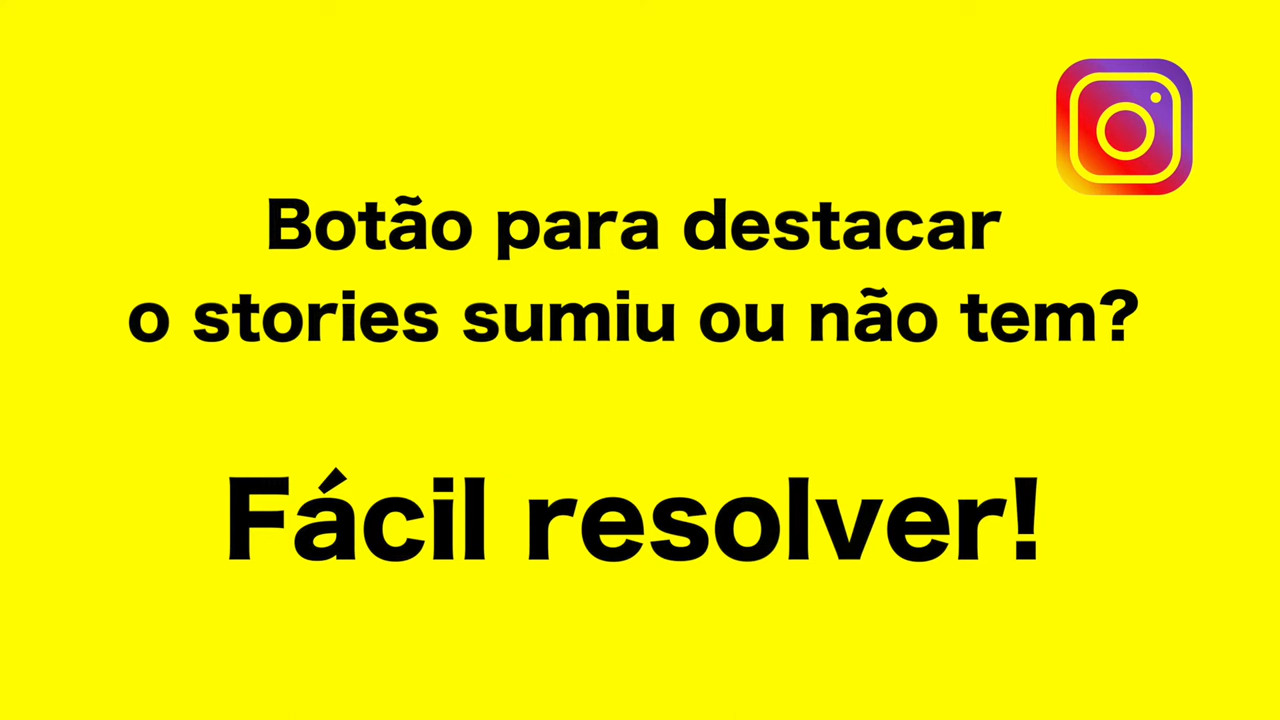 Botão para destacar
o stories sumiu ou não tem?
Fácil resolver!